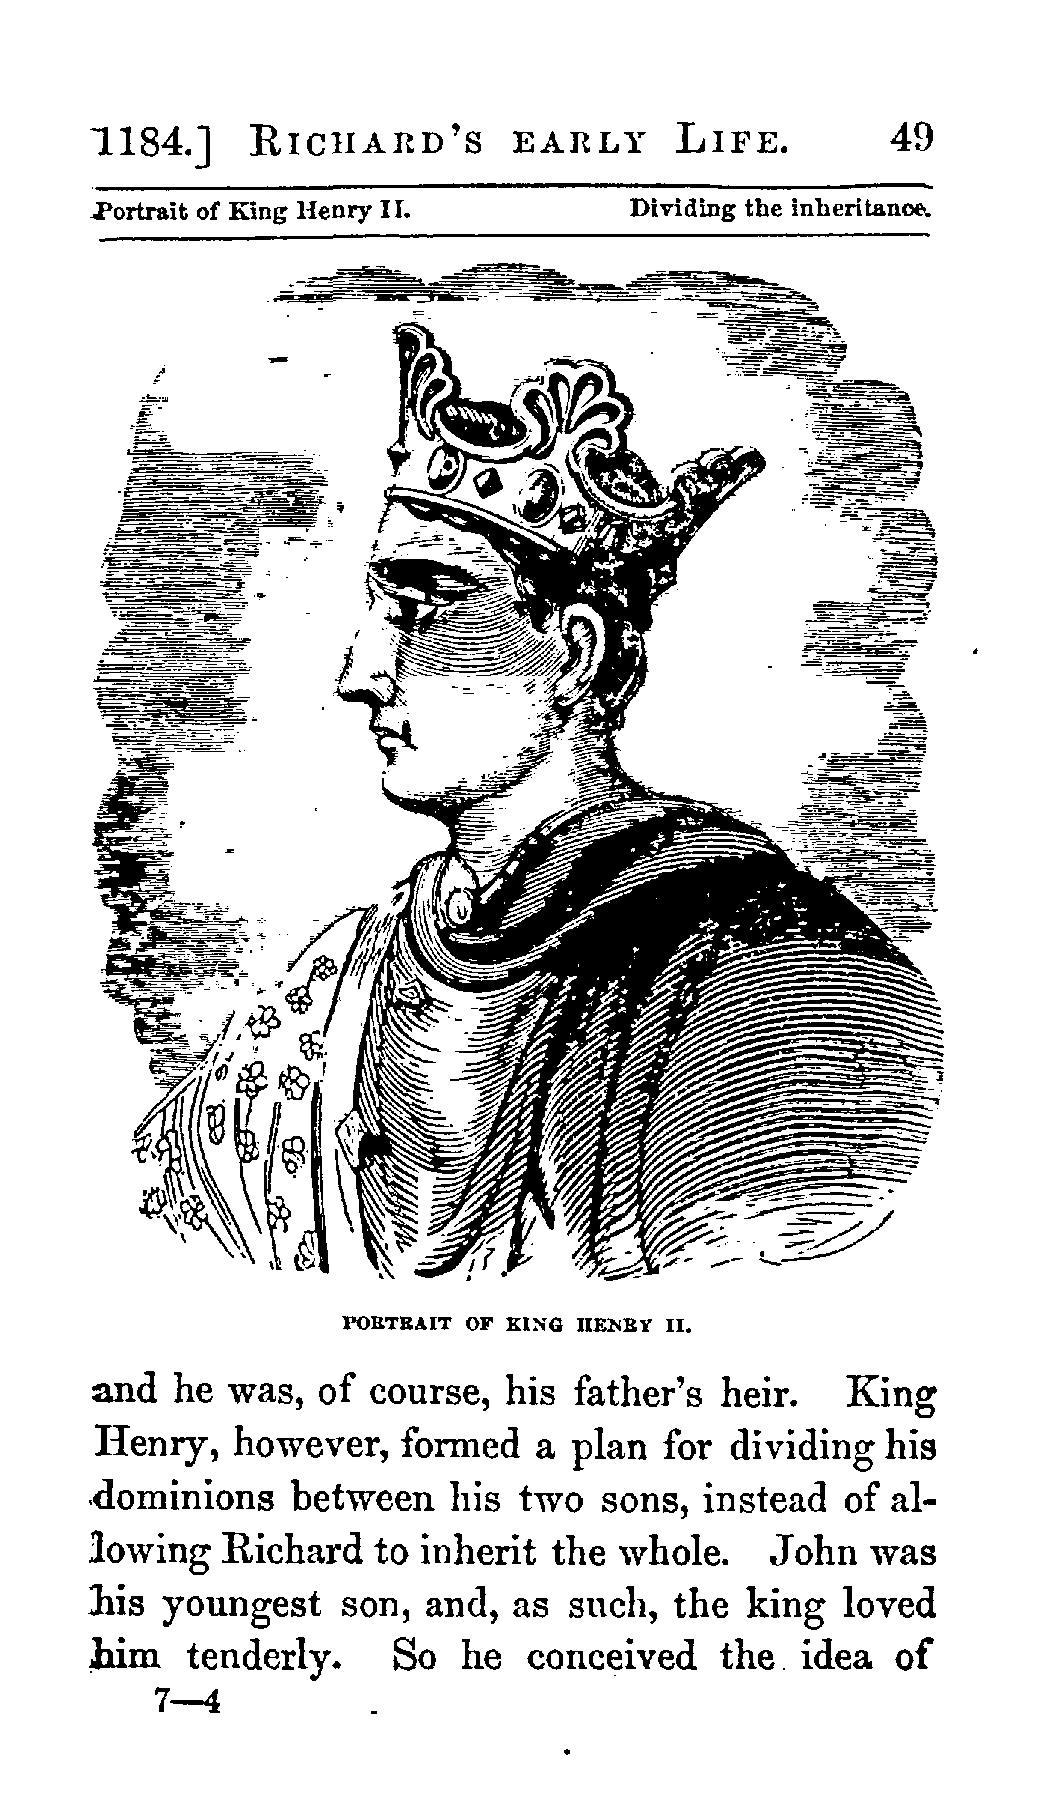 1184.] RICHARD'S EARLY LIFE. 49
Portrait of King Henry II. Dividing the inheritance.
PORTRAIT OF KING HENRY II.
and he was, of course, his father's heir. King
Henry, however, formed a plan for dividing his
dominions between his two sons, instead of al-
lowing Richard to inherit the whole. John was
his youngest son, and, as such, the king loved
him tenderly. So he conceived the idea of
7—4